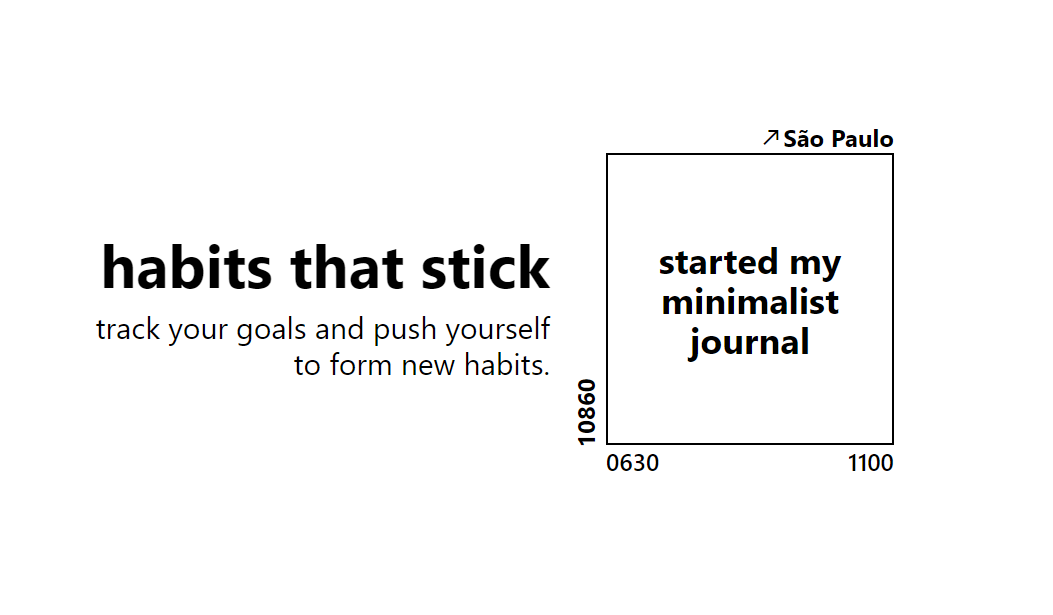 habits that stick
track your goals and push yourself
to form new habits.
↗ São Paulo
started my
minimalist
journal
10860
0630
1100